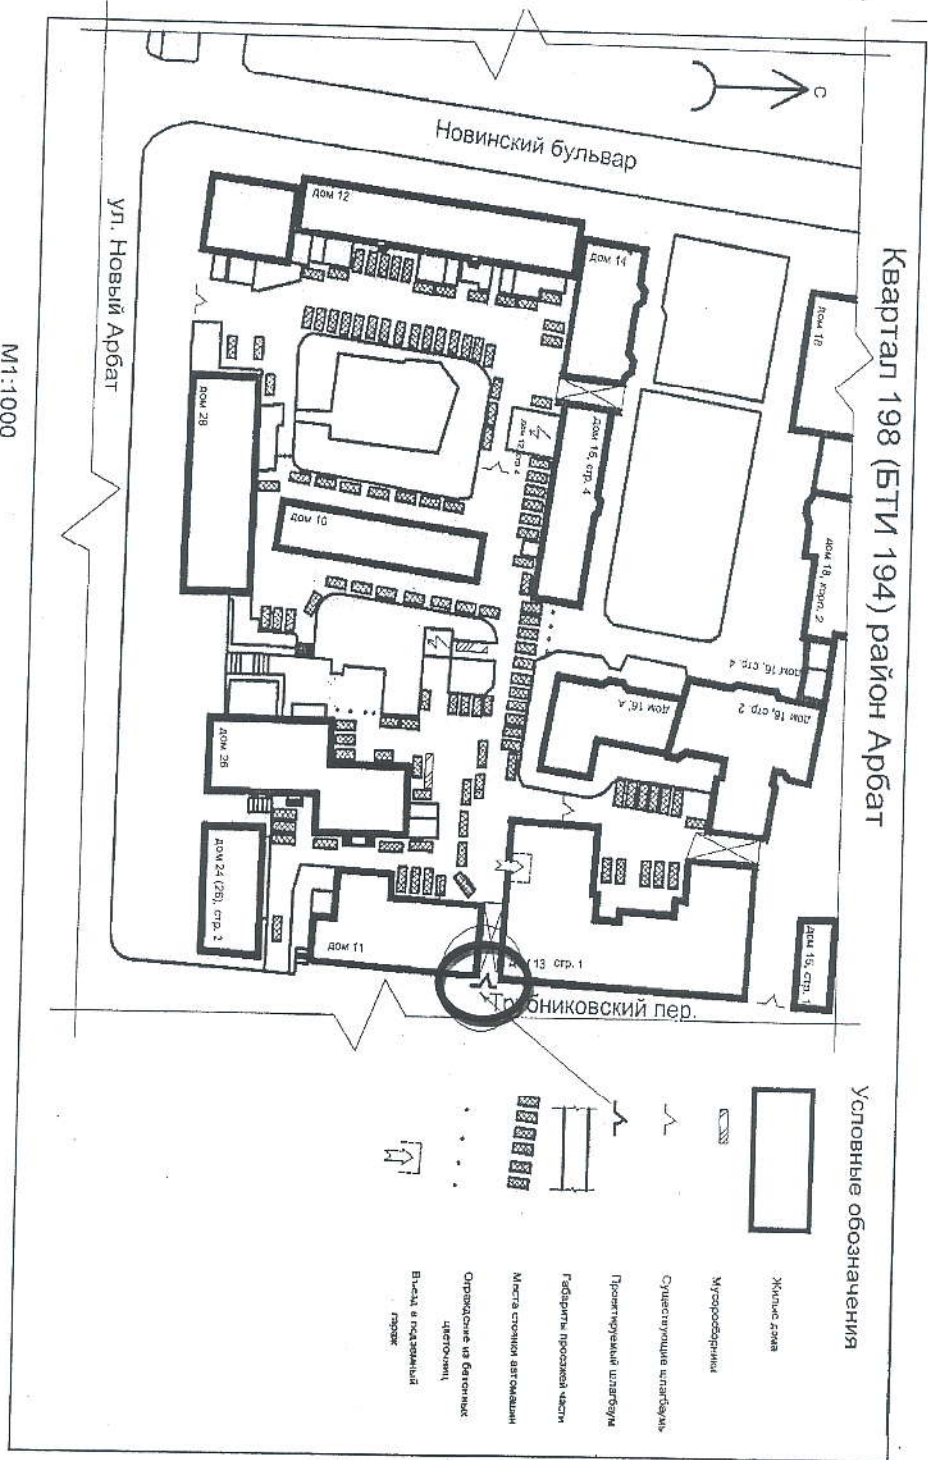 Квартал 198 (БТИ 194) район Арбат
С
Новинский бульвар
ул. Новый Арбат
Трубниковский пер.
дом 12
дом 14
дом 18
дом 28
дом 15, стр. 4
дом 10
дом 18, корп. 2
дом 16, стр. 4
дом 16, стр. 2
дом 16, А
дом 26
дом 24 (26), стр. 2
дом 11
дом 13 стр. 1
дом 15, стр. 1
М1:1000
Условные обозначения
Жилые дома
Мусоросборники
Существующие шлагбаумы
Проектируемый шлагбаум
Габариты проезжей части
Места стоянки автомашин
Ограждение из бетонных
цветочниц
Въезд в подземный
гараж